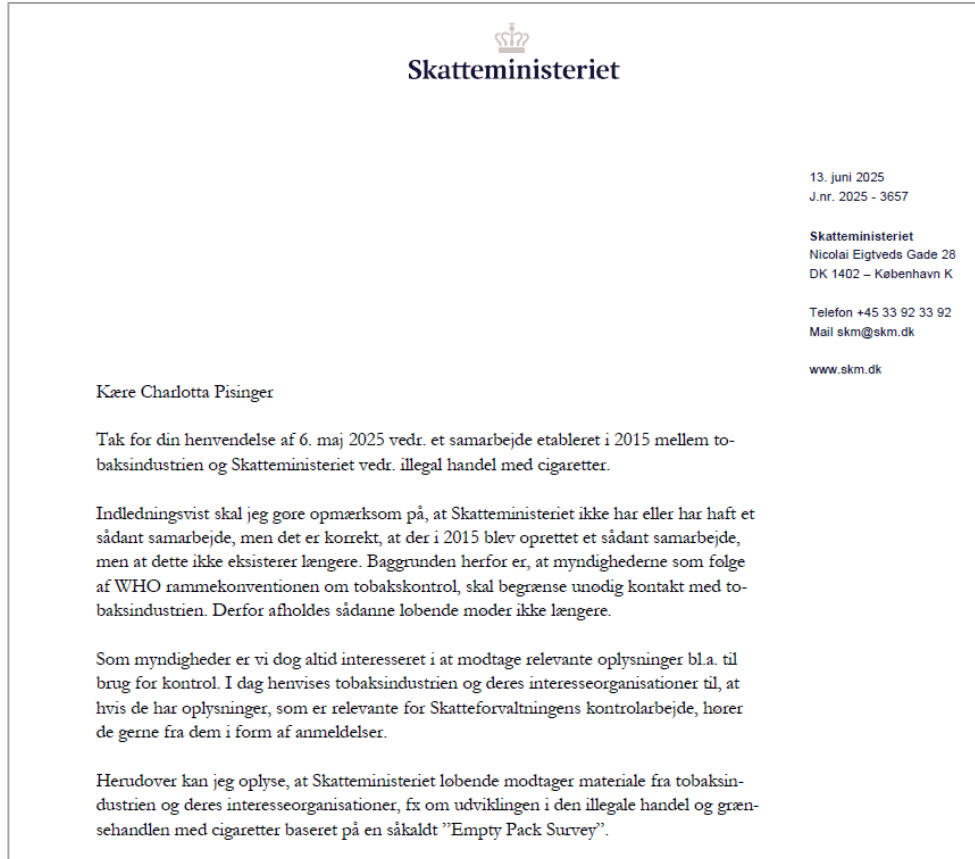 Skatteministeriet
13. juni 2025
J.nr. 2025 - 3657
Skatteministeriet
Nicolai Eigtveds Gade 28
DK 1402 – København K
Telefon +45 33 92 33 92
Mail skm@skm.dk
www.skm.dk
Kære Charlotta Pisinger
Tak for din henvendelse af 6. maj 2025 vedr. et samarbejde etableret i 2015 mellem to-
baksindustrien og Skatteministeriet vedr. illegal handel med cigaretter.
Indledningsvist skal jeg gøre opmærksom på, at Skatteministeriet ikke har eller har haft et
sådant samarbejde, men det er korrekt, at der i 2015 blev oprettet et sådant samarbejde,
men at dette ikke eksisterer længere. Baggrunden herfor er, at myndighederne som følge
af WHO rammekonventionen om tobakskontrol, skal begrænse unødig kontakt med to-
baksindustrien. Derfor afholdes sådanne løbende møder ikke længere.
Som myndigheder er vi dog altid interesseret i at modtage relevante oplysninger bl.a. til
brug for kontrol. I dag henvises tobaksindustrien og deres interesseorganisationer til, at
hvis de har oplysninger, som er relevante for Skatteforvaltningens kontrolarbejde, hører
de gerne fra dem i form af anmeldelser.
Herudover kan jeg oplyse, at Skatteministeriet løbende modtager materiale fra tobaksin-
dustrien og deres interesseorganisationer, fx om udviklingen i den illegale handel og græn-
sehandlen med cigaretter baseret på en såkaldt ”Empty Pack Survey”.